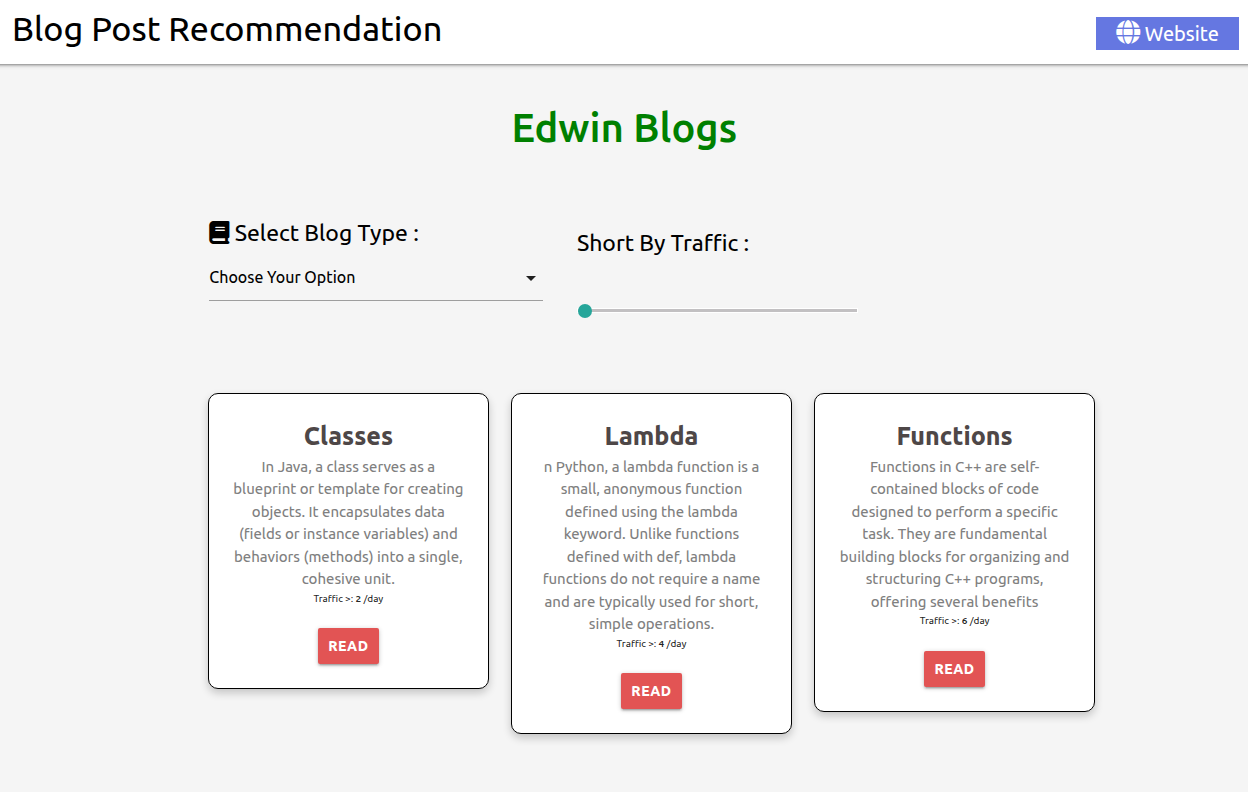 Blog Post Recommendation
Website
Edwin Blogs
Select Blog Type :
Choose Your Option
Short By Traffic :
Classes
In Java, a class serves as a
blueprint or template for creating
objects. It encapsulates data
(fields or instance variables) and
behaviors (methods) into a single,
cohesive unit.
Traffic >: 2 /day
READ
Lambda
n Python, a lambda function is a
small, anonymous function
defined using the lambda
keyword. Unlike functions
defined with def, lambda
functions do not require a name
and are typically used for short,
simple operations.
Traffic >: 4 /day
READ
Functions
Functions in C++ are self-
contained blocks of code
designed to perform a specific
task. They are fundamental
building blocks for organizing and
structuring C++ programs,
offering several benefits
Traffic >: 6 /day
READ